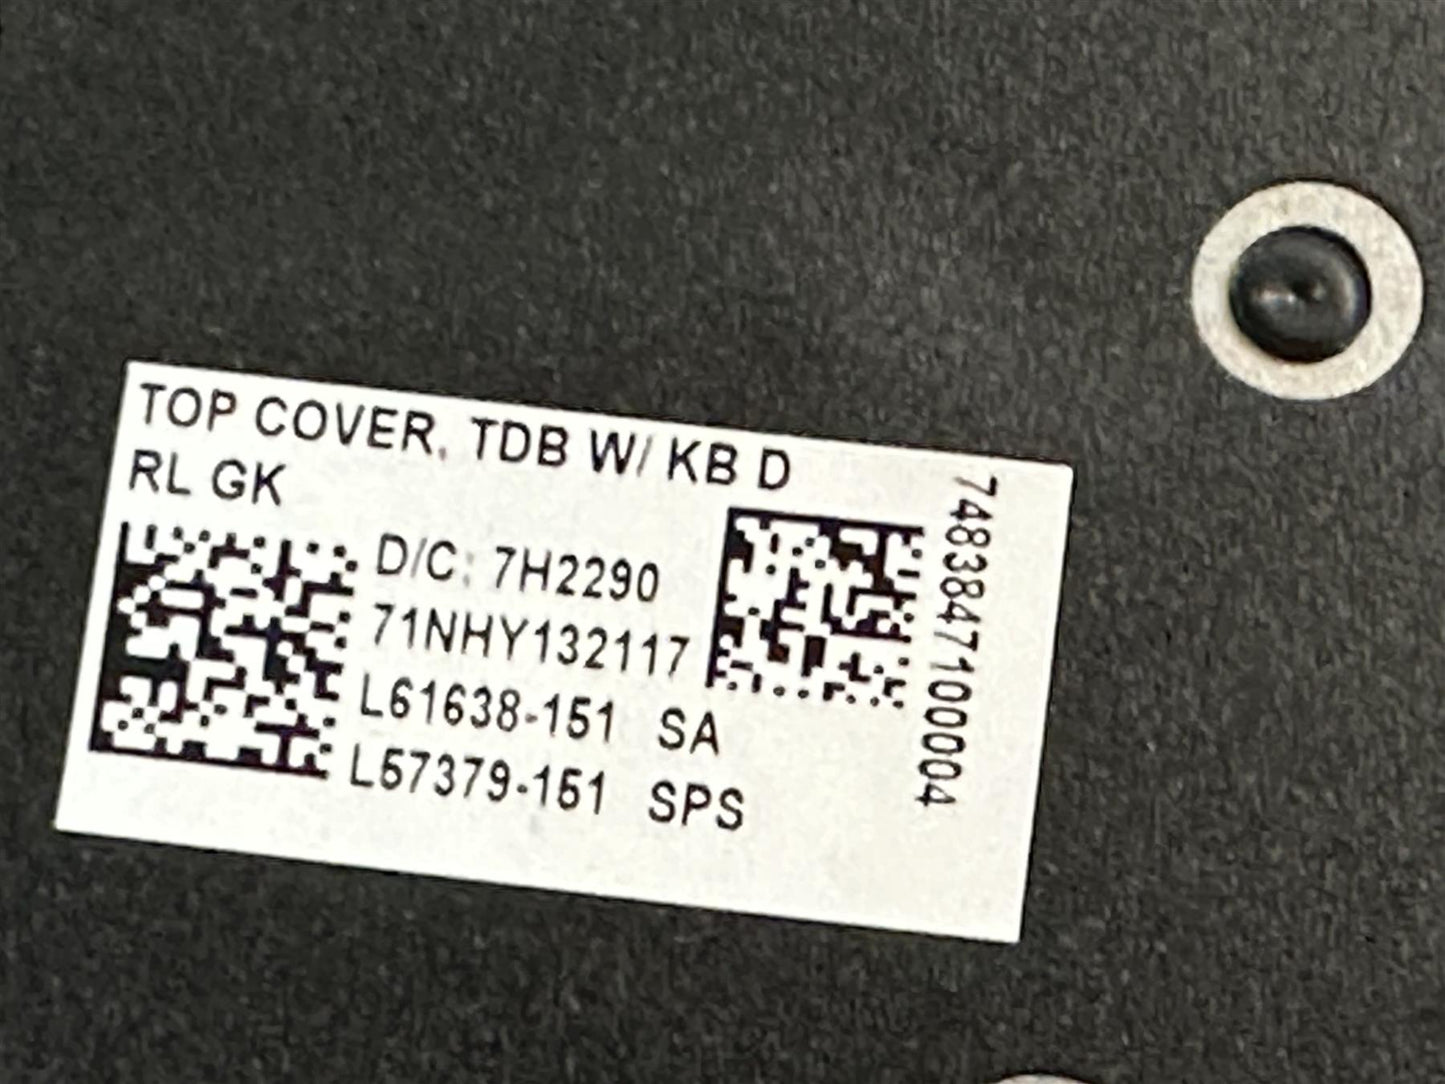 TOP COVER, TDB W/ KB D
RL GK
D/C: 7H2290
71NHY132117
L61638-151 SA
L57379-151 SPS
7483847100004